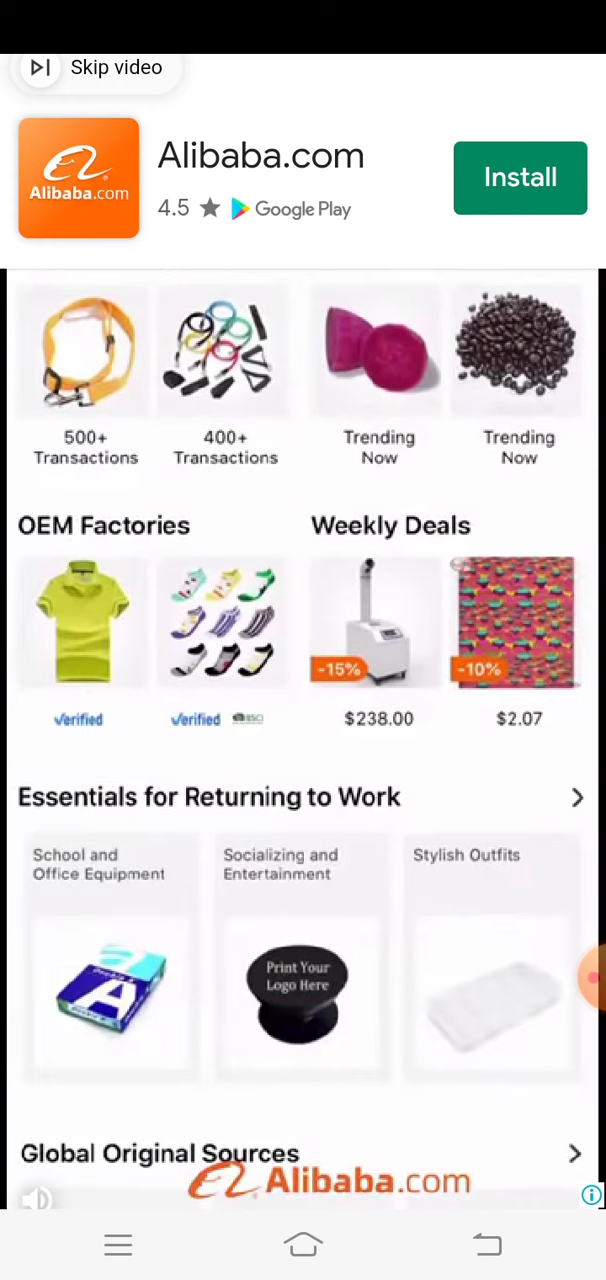 Skip video
Alibaba.com
Alibaba.com
Install
4.5 ★ Google Play
500+ Transactions
400+ Transactions
Trending Now
Trending Now
OEM Factories
Weekly Deals
-15%
-10%
Verified
Verified
BSCI
$238.00
$2.07
Essentials for Returning to Work
School and
Office Equipment
Socializing and
Entertainment
Stylish Outfits
Double A
A
Print Your
Logo Here
Global Original Sources
Alibaba.com